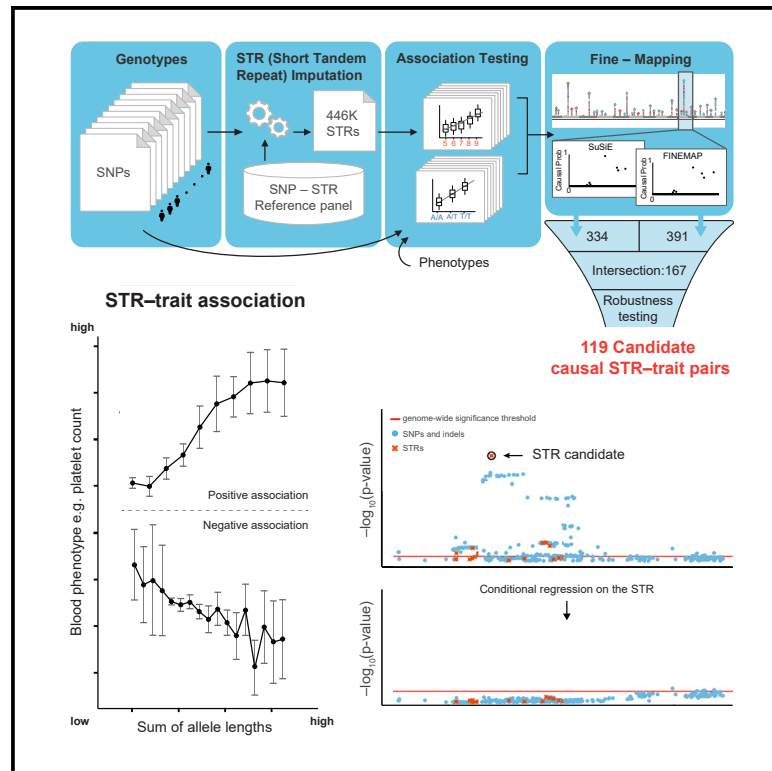 Genotypes
SNPs
STR (Short Tandem
Repeat) Imputation
446K
STRs
SNP – STR
Reference panel
Association Testing
5 6 7 8 9
A/A A/T T/T
Phenotypes
Fine – Mapping
SuSiE
Causal Prob
1
0
FINEMAP
Causal Prob
1
0
334
391
Intersection:167
Robustness
testing
119 Candidate
causal STR–trait pairs
STR–trait association
high
Blood phenotype e.g. platelet count
Positive association
Negative association
low
Sum of allele lengths
high
genome-wide significance threshold
SNPs and indels
STRs
STR candidate
–log10(p-value)
Conditional regression on the STR
–log10(p-value)